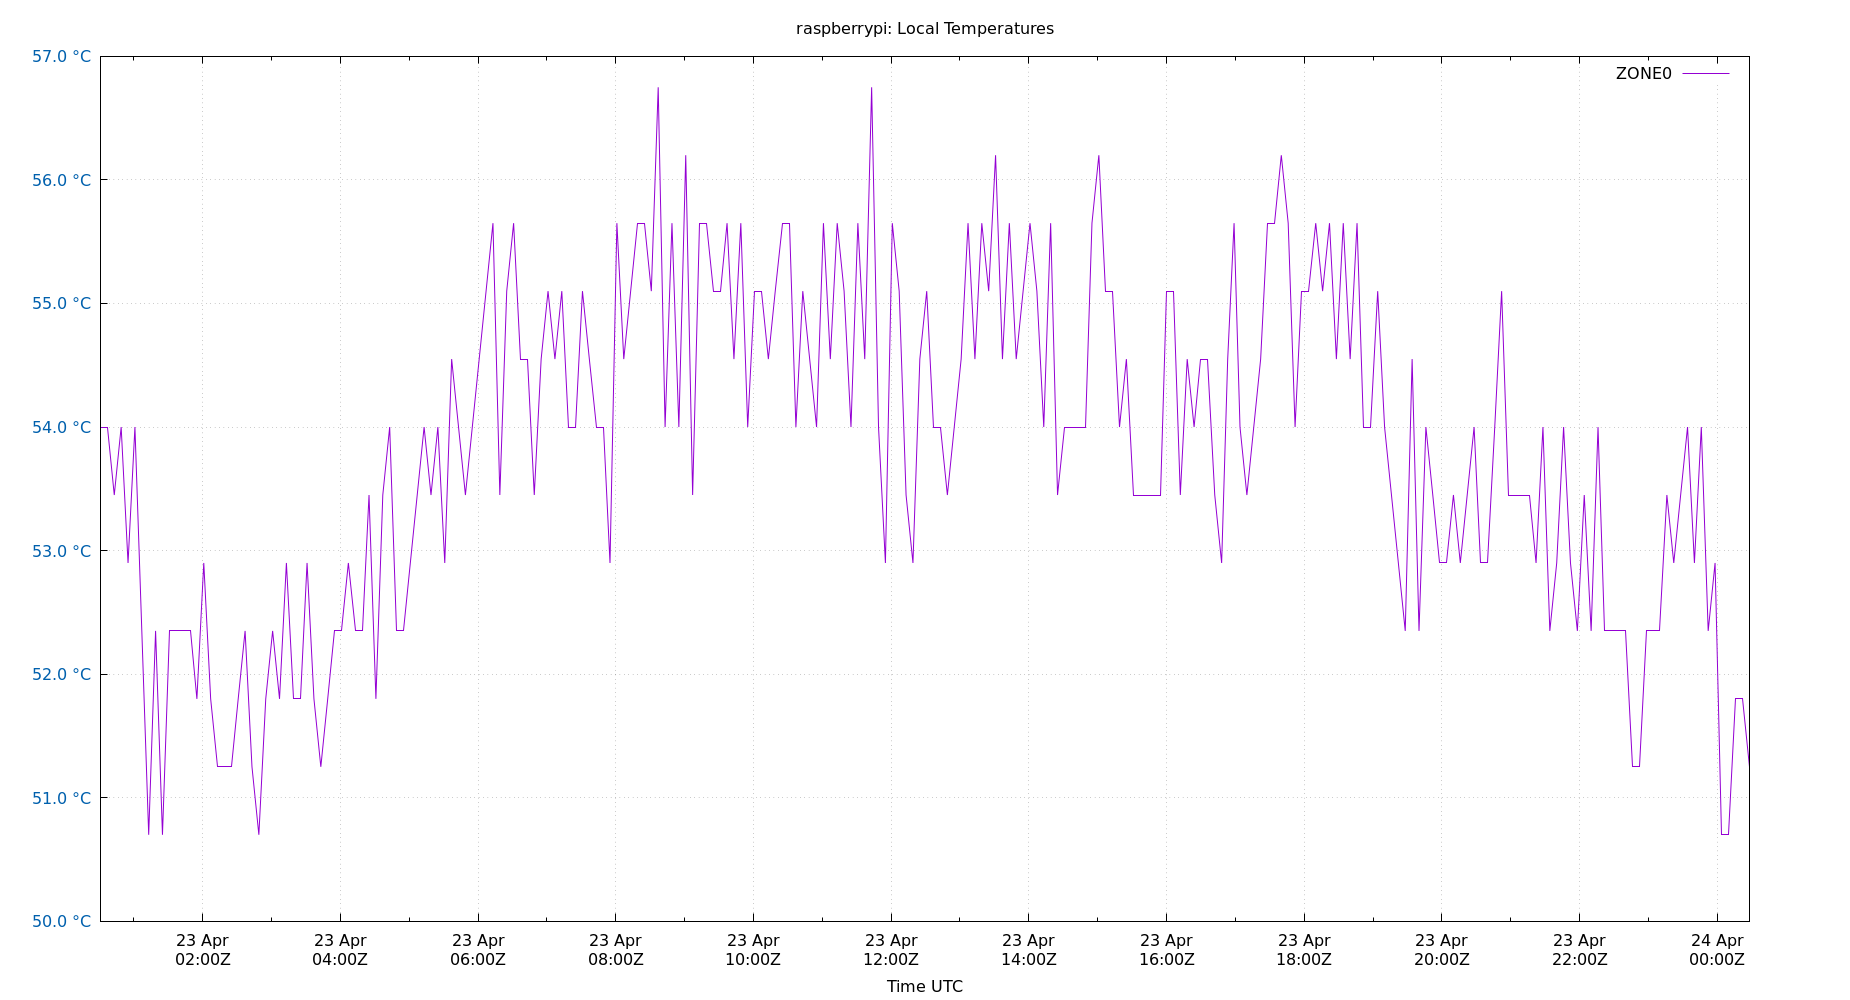 raspberrypi: Local Temperatures
57.0 °C
ZONE0
56.0 °C
55.0 °C
54.0 °C
53.0 °C
52.0 °C
51.0 °C
50.0 °C
23 Apr 23 Apr 23 Apr 23 Apr 23 Apr 23 Apr 23 Apr 23 Apr 23 Apr 23 Apr 23 Apr 24 Apr
02:00Z 04:00Z 06:00Z 08:00Z 10:00Z 12:00Z 14:00Z 16:00Z 18:00Z 20:00Z 22:00Z 00:00Z
Time UTC